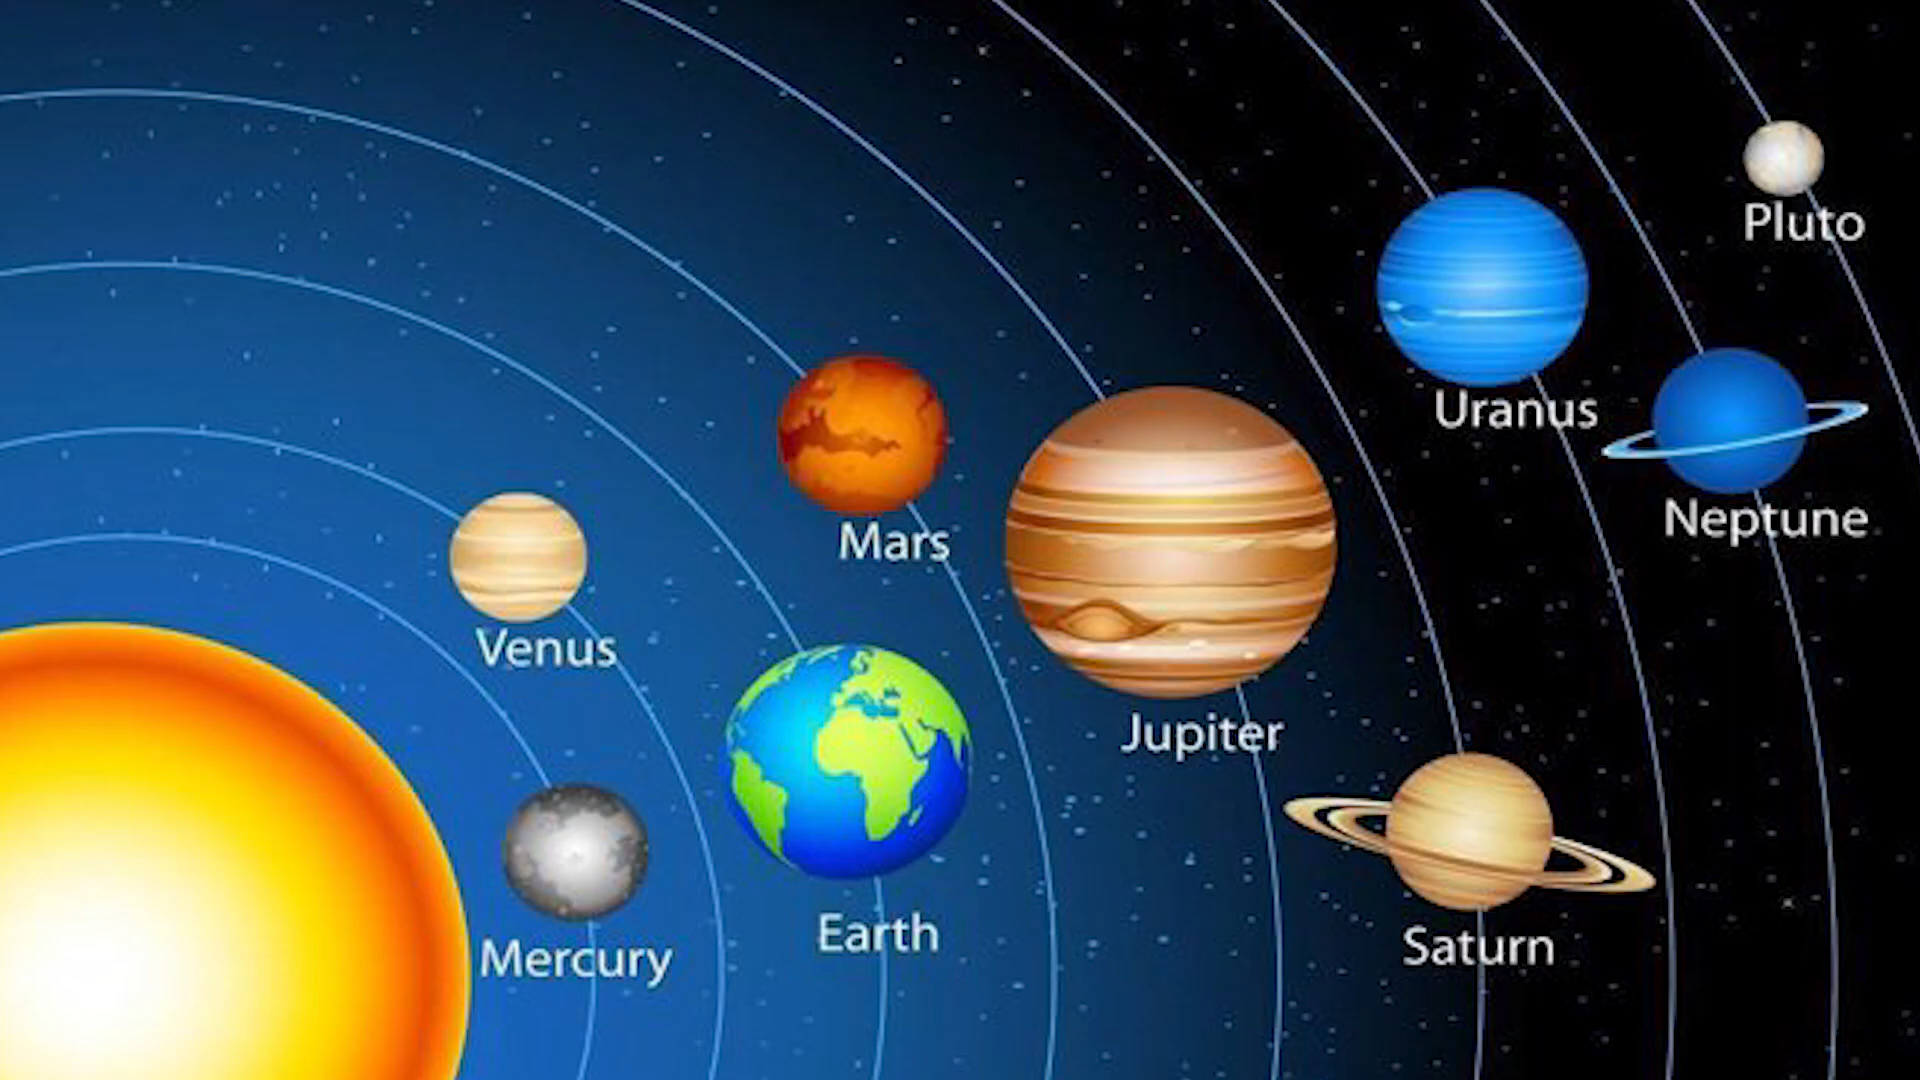 Pluto
Uranus
Neptune
Mars
Venus
Jupiter
Earth
Saturn
Mercury